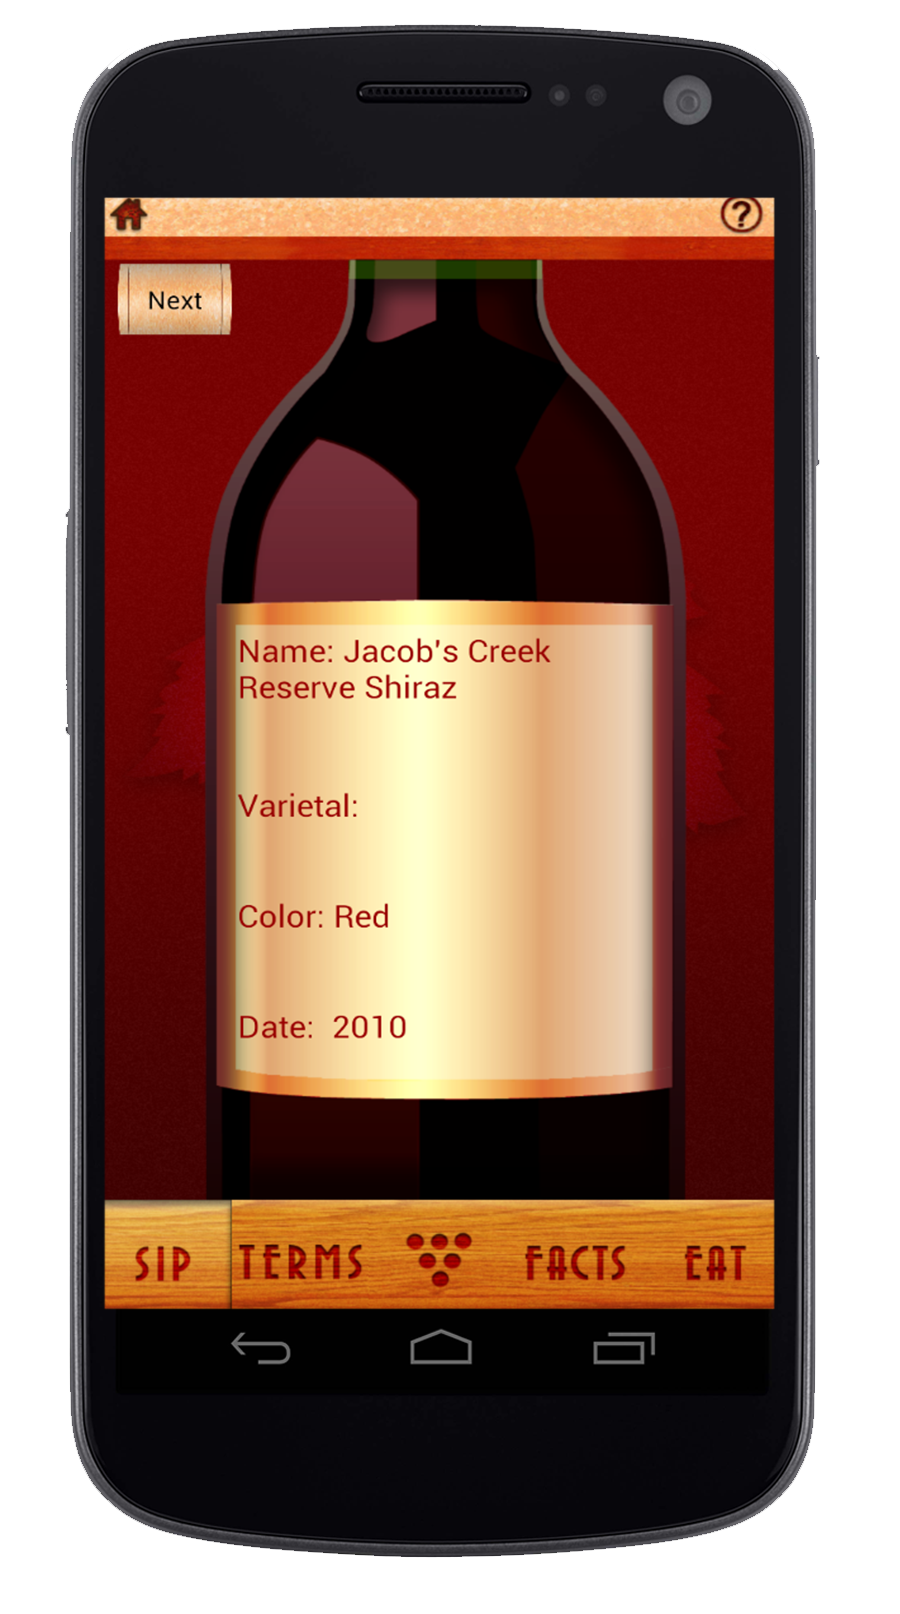 ?
Next
Name: Jacob's Creek
Reserve Shiraz
Varietal:
Color: Red
Date: 2010
SIP TERMS FACTS EAT